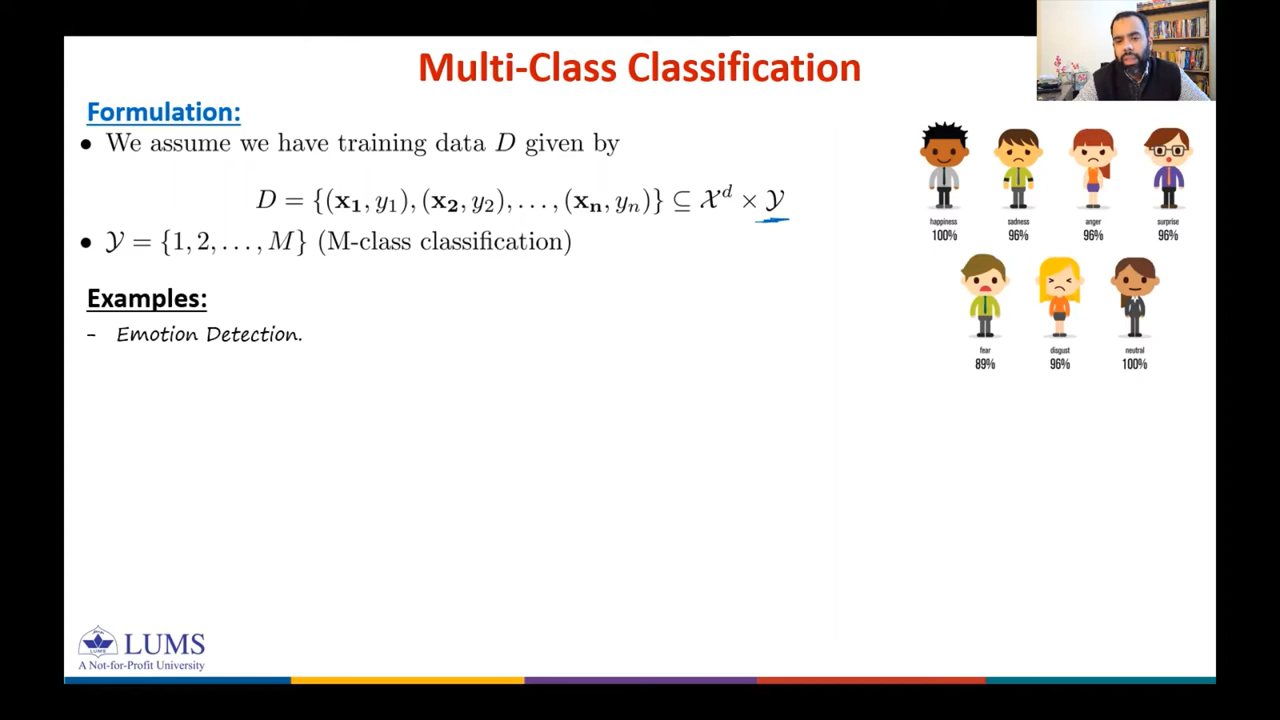 Multi-Class Classification
Formulation:
• We assume we have training data D given by
D = {(x₁, y₁), (x₂, y₂), . . . , (xₙ, yₙ)} ⊆ 𝒳ᵈ × 𝒴
• 𝒴 = {1, 2, . . . , M} (M-class classification)
Examples:
- Emotion Detection.
happiness sadness anger surprise
100% 96% 96% 96%
fear disgust neutral
89% 96% 100%
LUMS
A Not-for-Profit University